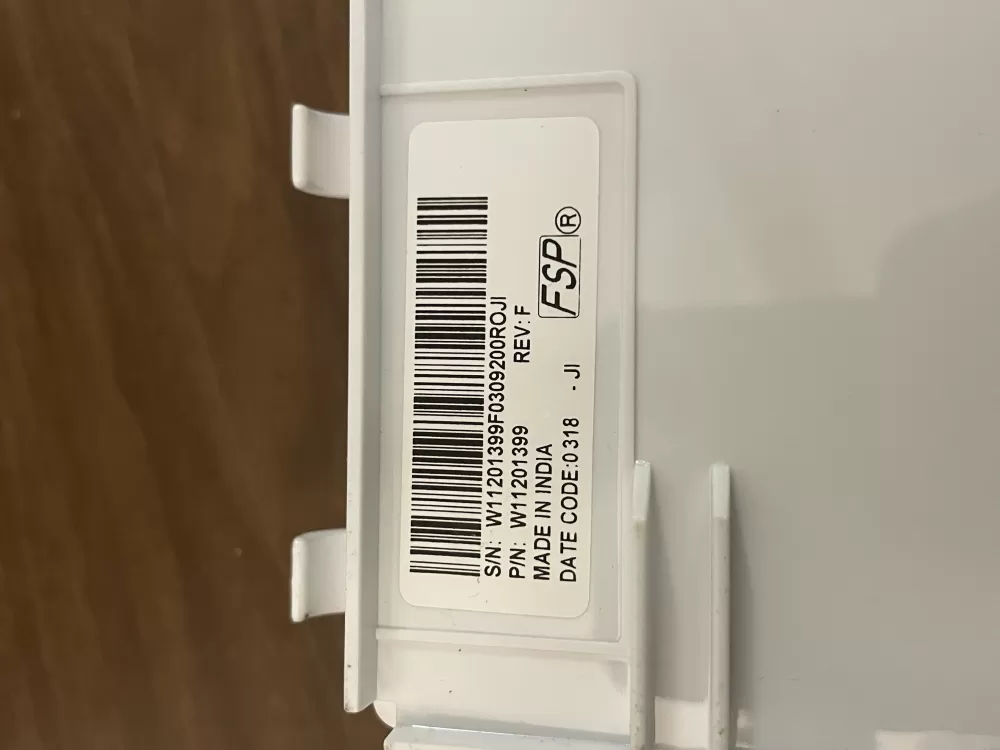 S/N: W11201399F0309200ROJI
P/N: W11201399 REV: F
MADE IN INDIA
DATE CODE:0318 - JI
FSP®